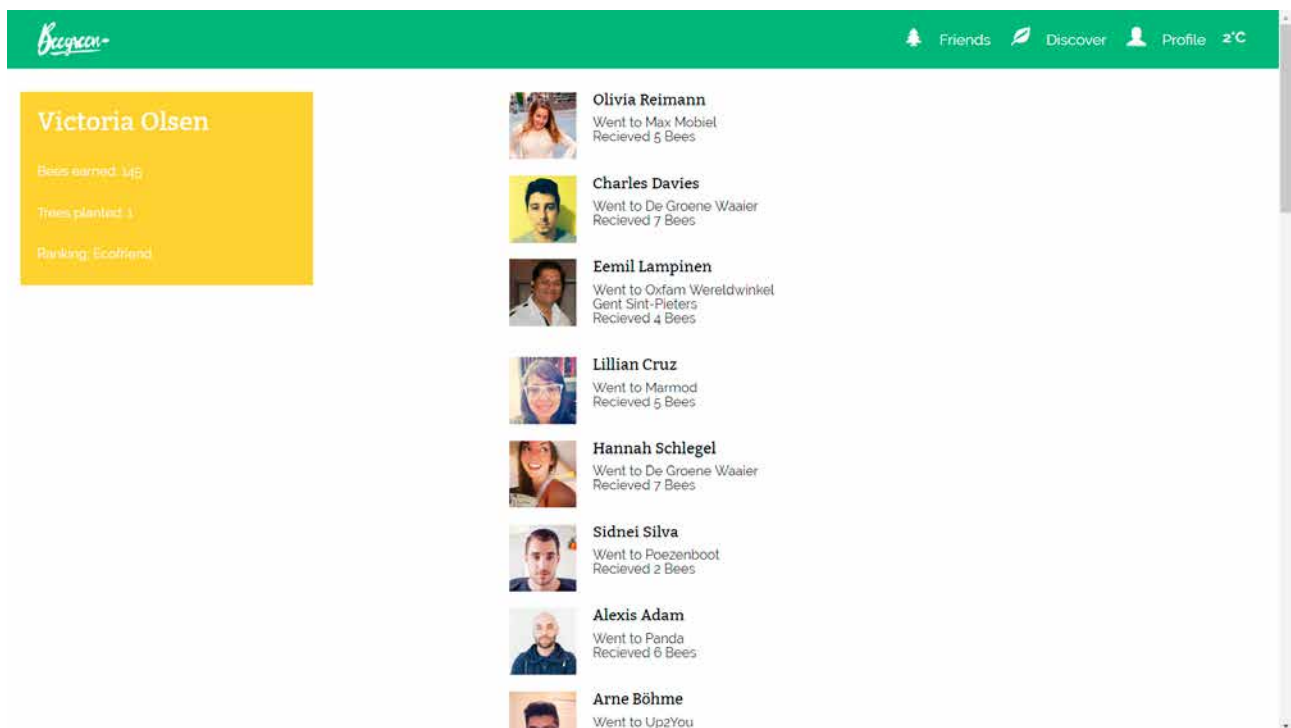 Beegreen
Friends
Discover
Profile
2°C
Victoria Olsen
Bees earned: 145
Trees planted: 1
Ranking: Ecofriend
Olivia Reimann
Went to Max Mobiel
Recieved 5 Bees
Charles Davies
Went to De Groene Waaier
Recieved 7 Bees
Eemil Lampinen
Went to Oxfam Wereldwinkel
Gent Sint-Pieters
Recieved 4 Bees
Lillian Cruz
Went to Marmod
Recieved 5 Bees
Hannah Schlegel
Went to De Groene Waaier
Recieved 7 Bees
Sidnei Silva
Went to Poezenboot
Recieved 2 Bees
Alexis Adam
Went to Panda
Recieved 6 Bees
Arne Böhme
Went to Up2You